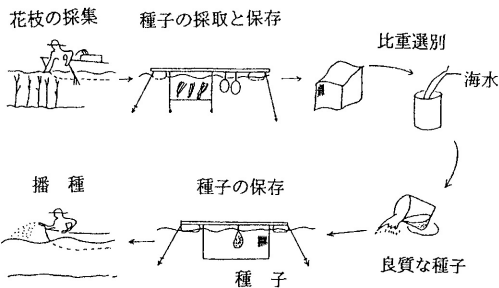 花枝の採集
種子の採取と保存
比重選別
海水
良質な種子
種子の保存
種 子
播 種